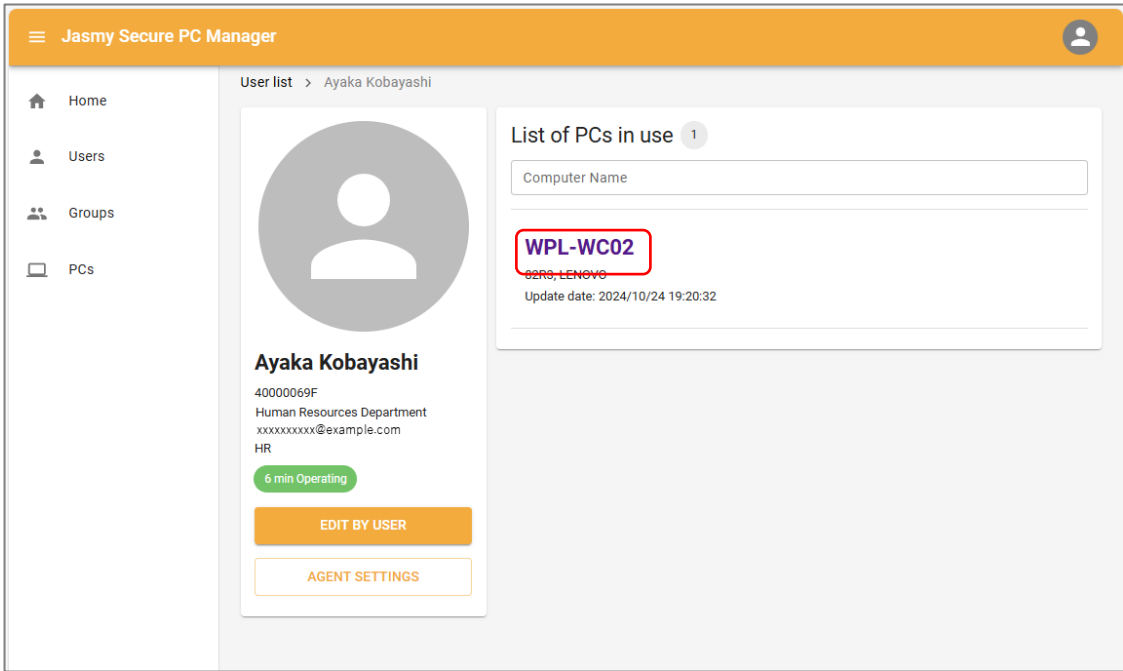 Jasmy Secure PC Manager
Home
Users
Groups
PCs
User list > Ayaka Kobayashi
Ayaka Kobayashi
40000069F
Human Resources Department
xxxxxxxxxx@example.com
HR
6 min Operating
EDIT BY USER
AGENT SETTINGS
List of PCs in use 1
Computer Name
WPL-WC02
LENOVO
Update date: 2024/10/24 19:20:32